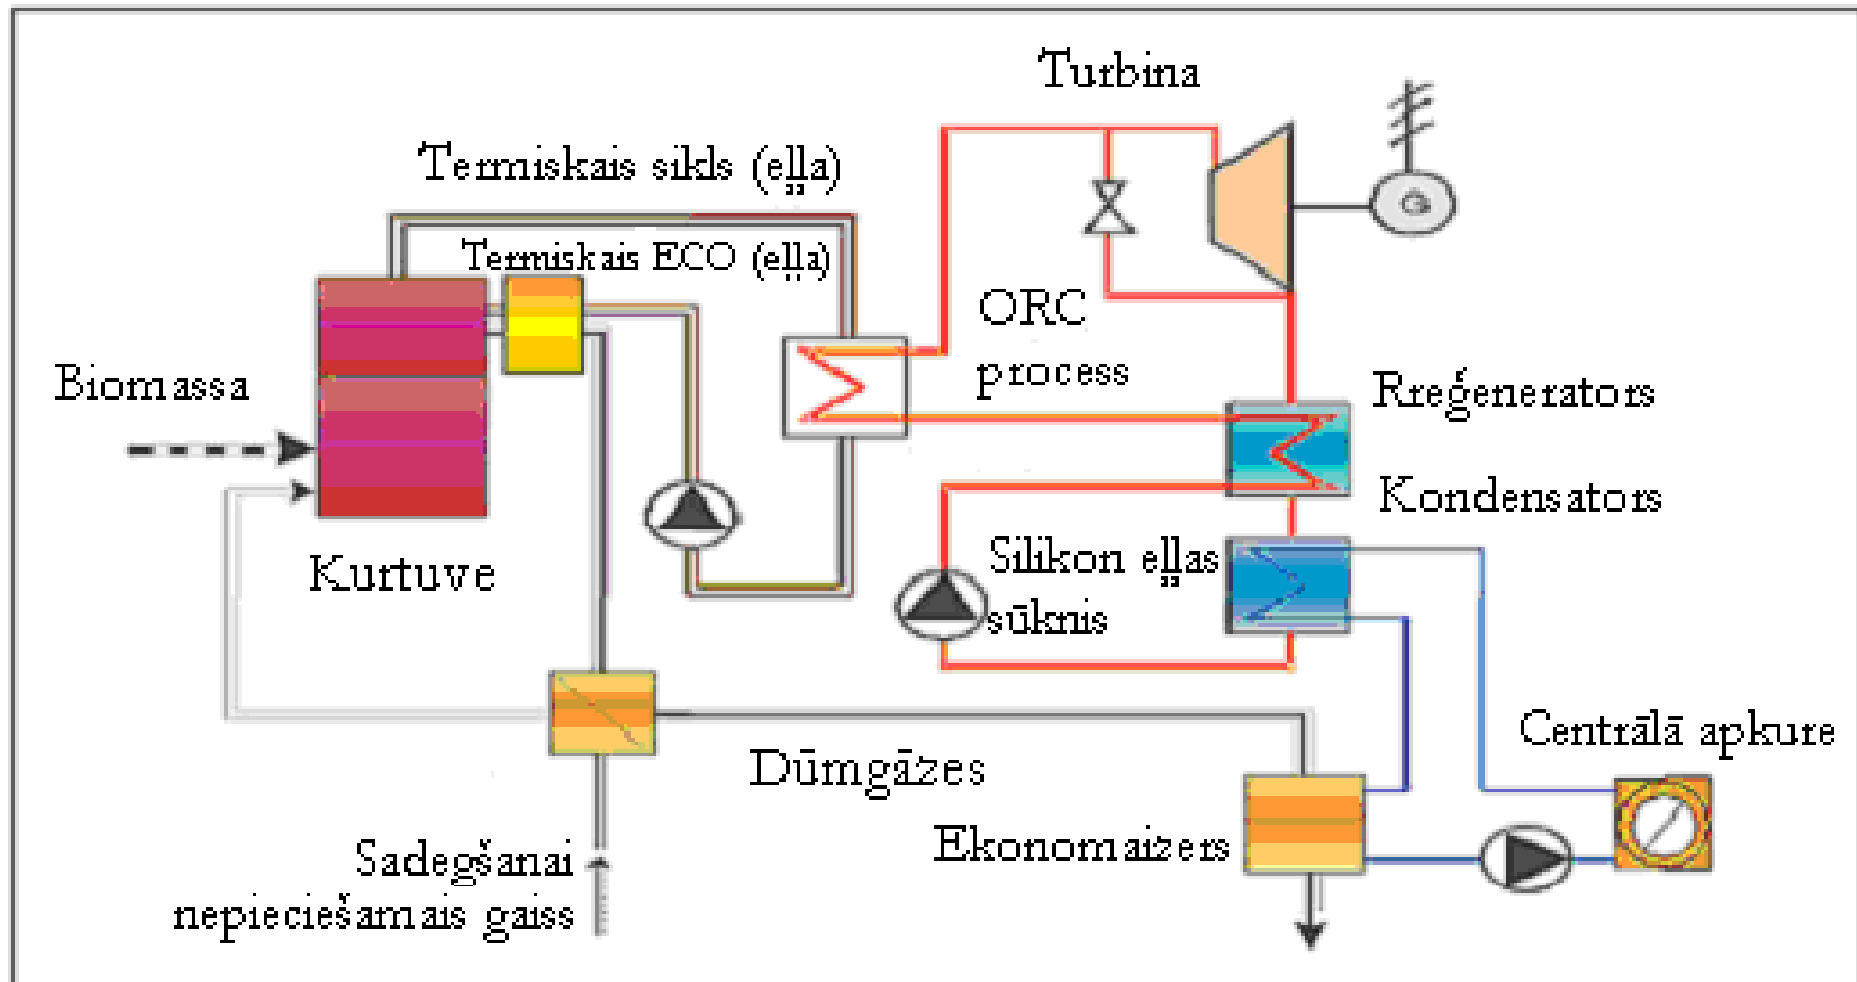 Turbina
Termiskais sikls (eļļa)
Termiskais ECO (eļļa)
G
ORC
process
Biomassa
Rreģenerators
Kondensators
Kurtuve
Silikon eļļas
sūknis
Dūmgāzes
Centrālā apkure
Ekonomaizers
Sadegšanai
nepieciešamais gaiss